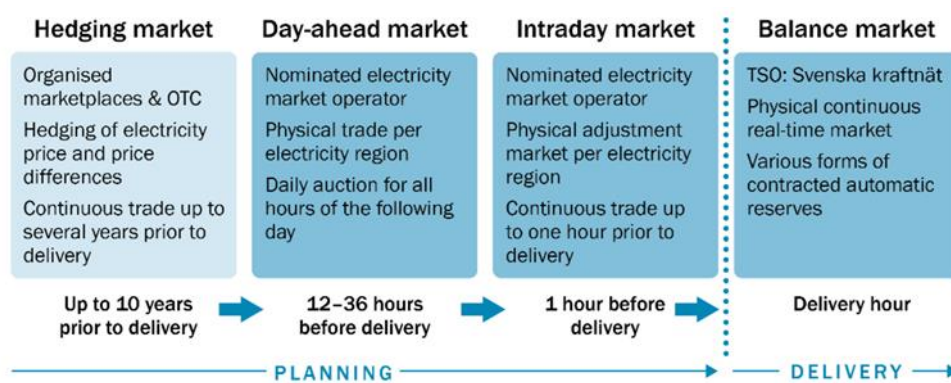 Hedging market
Organised
marketplaces & OTC
Hedging of electricity
price and price
differences
Continuous trade up to
several years prior to
delivery
Up to 10 years
prior to delivery
Day-ahead market
Nominated electricity
market operator
Physical trade per
electricity region
Daily auction for all
hours of the following
day
12–36 hours
before delivery
Intraday market
Nominated electricity
market operator
Physical adjustment
market per electricity
region
Continuous trade up
to one hour prior to
delivery
1 hour before
delivery
Balance market
TSO: Svenska kraftnät
Physical continuous
real-time market
Various forms of
contracted automatic
reserves
Delivery hour
PLANNING
DELIVERY